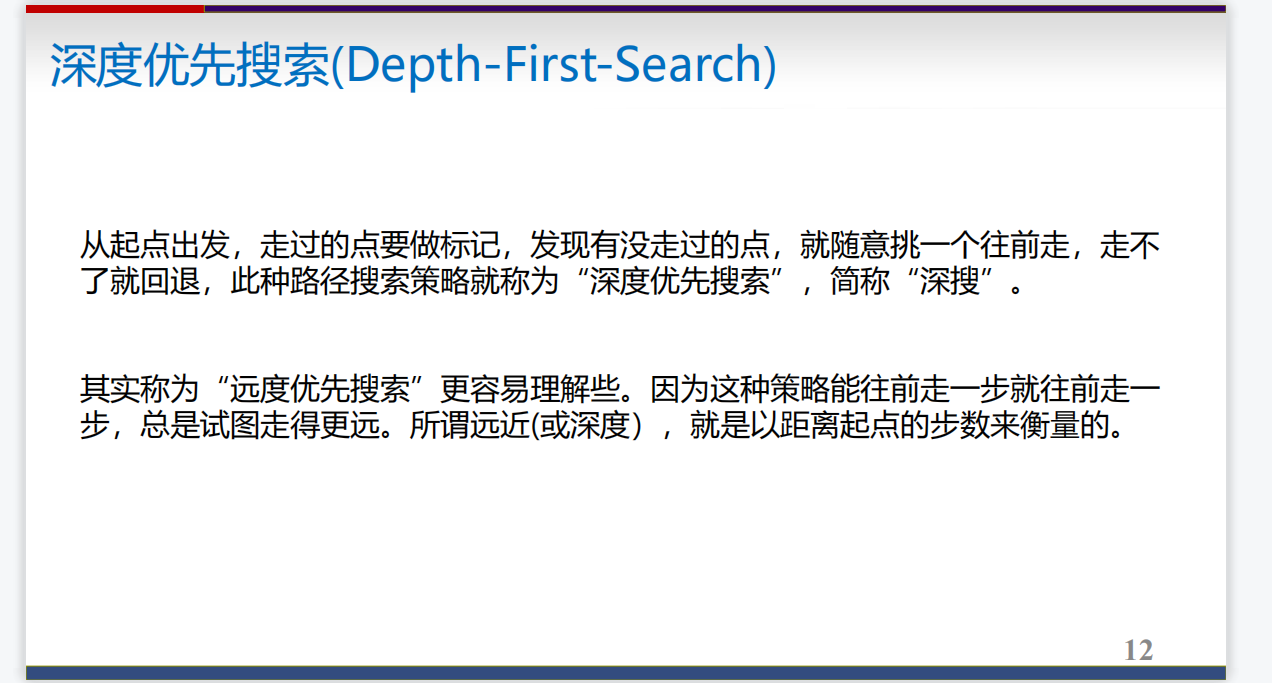 深度优先搜索(Depth-First-Search)
从起点出发，走过的点要做标记，发现有没走过的点，就随意挑一个往前走，走不
了就回退，此种路径搜索策略就称为“深度优先搜索”，简称“深搜”。
其实称为“远度优先搜索”更容易理解些。因为这种策略能往前走一步就往前走一
步，总是试图走得更远。所谓远近(或深度），就是以距离起点的步数来衡量的。
12